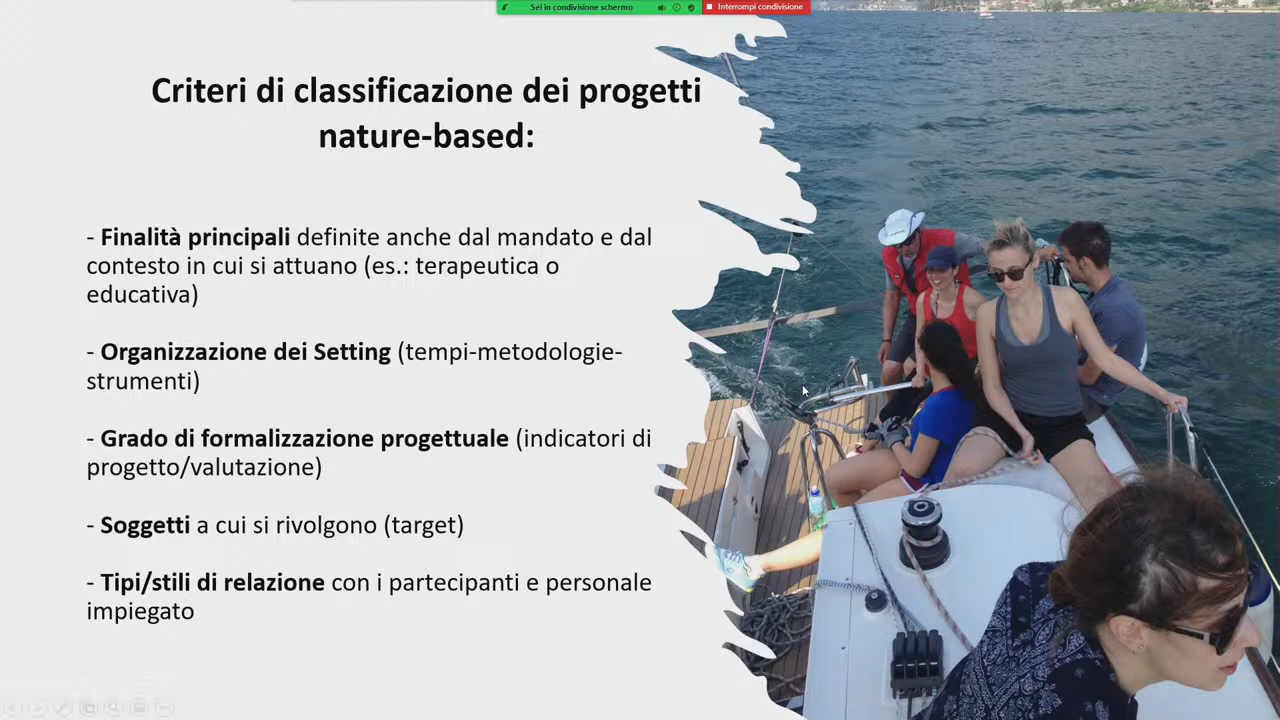 Sei in condivisione schermo
Interrompi condivisione
Criteri di classificazione dei progetti
nature-based:
- Finalità principali definite anche dal mandato e dal
contesto in cui si attuano (es.: terapeutica o
educativa)
- Organizzazione dei Setting (tempi-metodologie-
strumenti)
- Grado di formalizzazione progettuale (indicatori di
progetto/valutazione)
- Soggetti a cui si rivolgono (target)
- Tipi/stili di relazione con i partecipanti e personale
impiegato